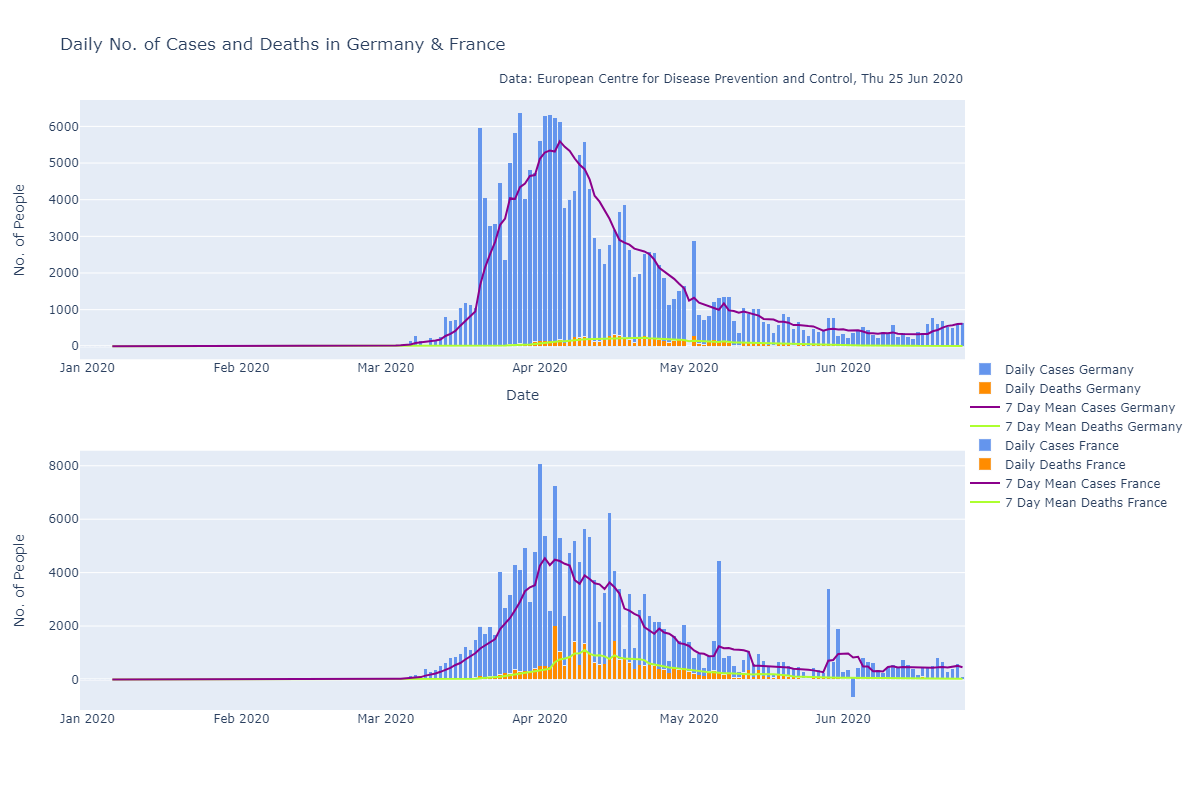 Daily No. of Cases and Deaths in Germany & France
Data: European Centre for Disease Prevention and Control, Thu 25 Jun 2020
No. of People
6000
5000
4000
3000
2000
1000
0
Jan 2020 Feb 2020 Mar 2020 Apr 2020 May 2020 Jun 2020
Date
Daily Cases Germany
Daily Deaths Germany
7 Day Mean Cases Germany
7 Day Mean Deaths Germany
Daily Cases France
Daily Deaths France
7 Day Mean Cases France
7 Day Mean Deaths France
No. of People
8000
6000
4000
2000
0
Jan 2020 Feb 2020 Mar 2020 Apr 2020 May 2020 Jun 2020